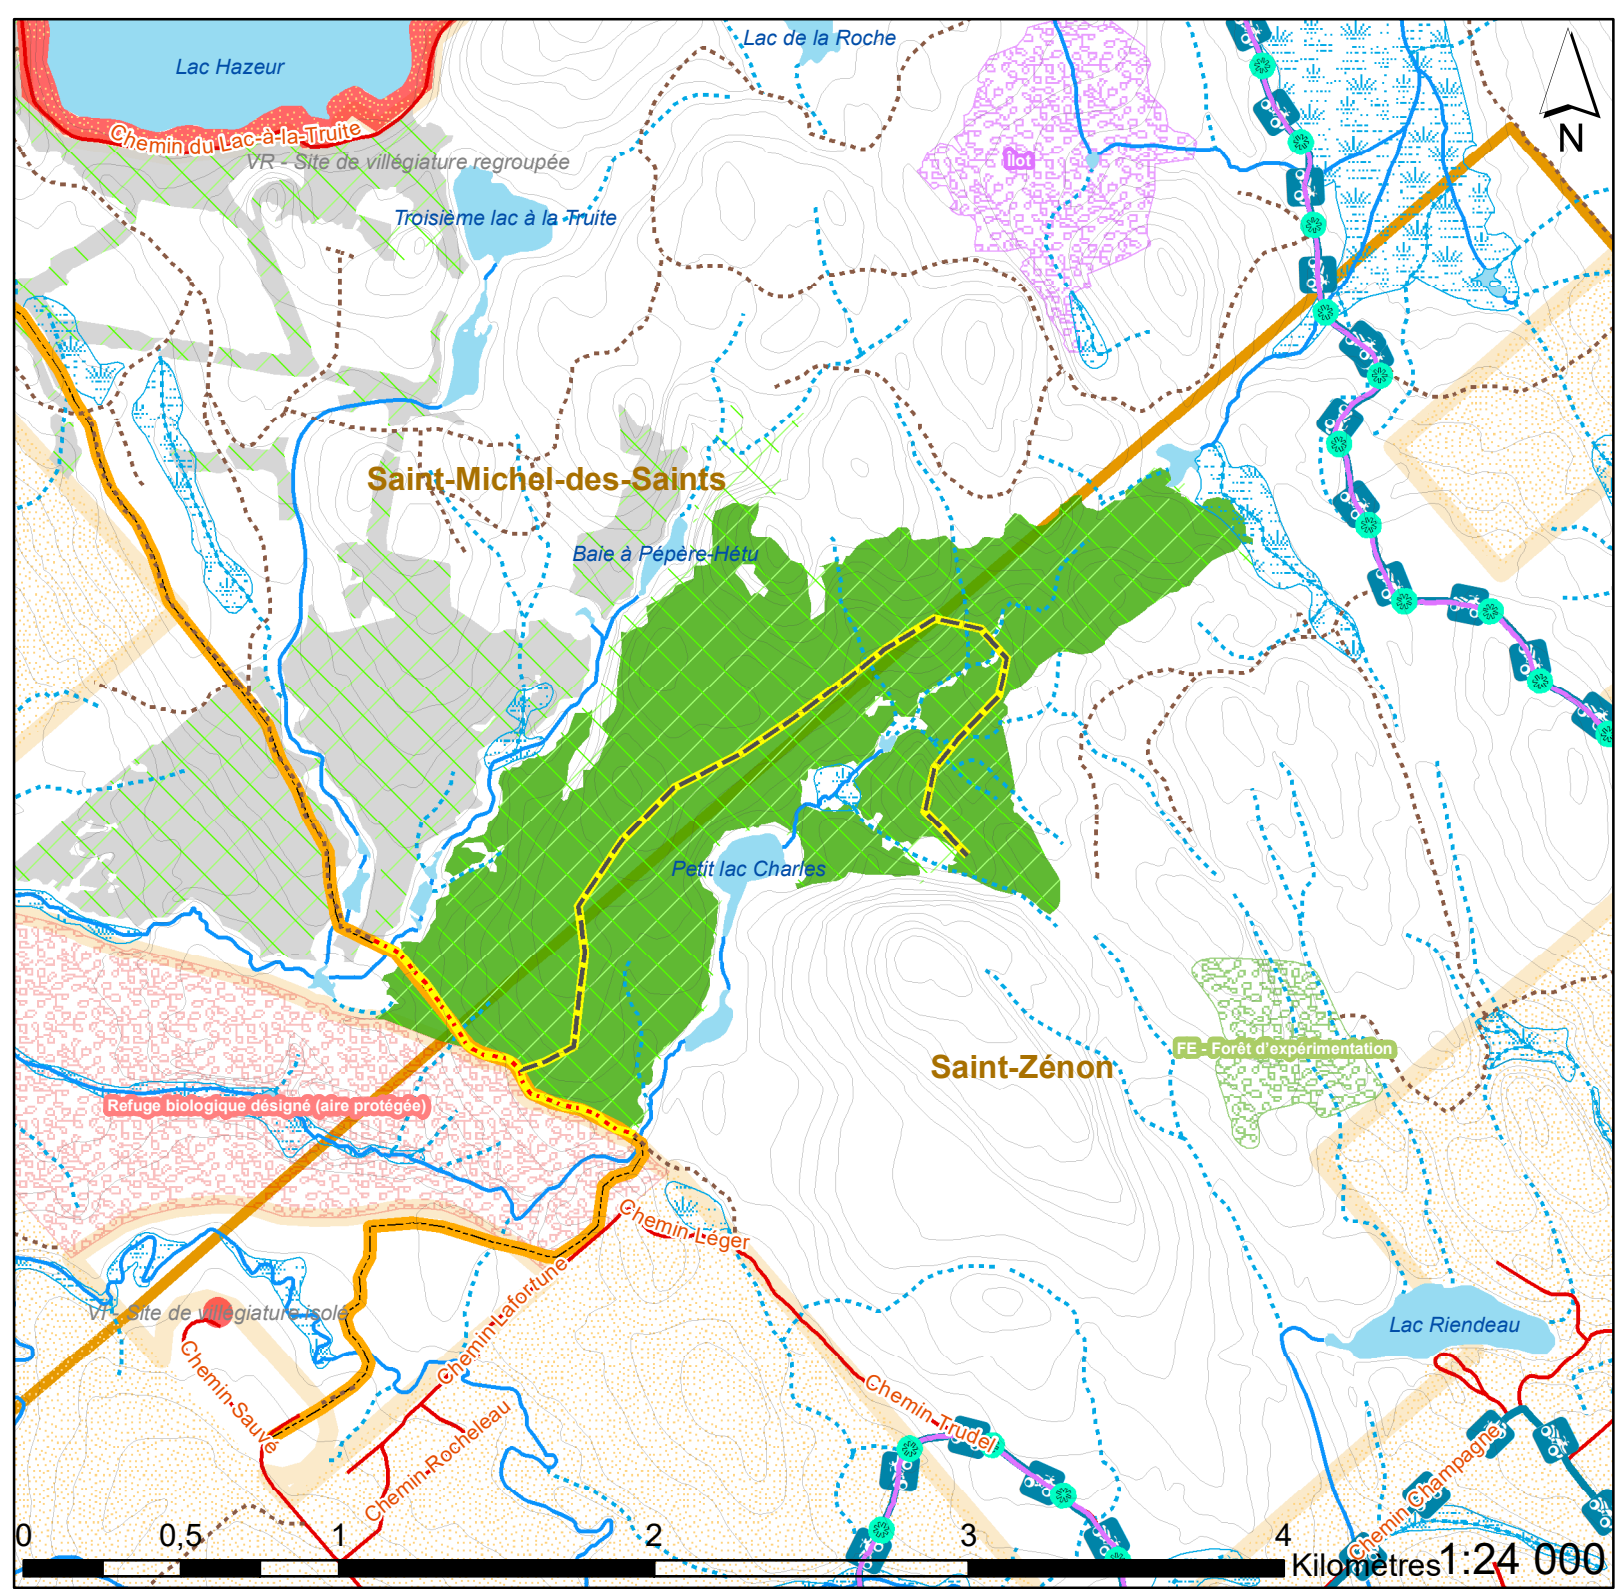 Lac de la Roche
Lac Hazeur
N
Chemin du Lac-à-la-Truite
VR - Site de villégiature regroupée
îlot
Troisième lac à la Truite
Saint-Michel-des-Saints
Baie à Pépère-Hétu
Petit lac Charles
Saint-Zénon
FE - Forêt d'expérimentation
Refuge biologique désigné (aire protégée)
Chemin Léger
VI - Site de villégiature isolé
Chemin Lafortune
Lac Riendeau
Chemin Sauvé
Chemin Trudel
Chemin Rocheleau
Chemin Champagne
0 0,5 1 2 3 4
Kilomètres 1:24 000